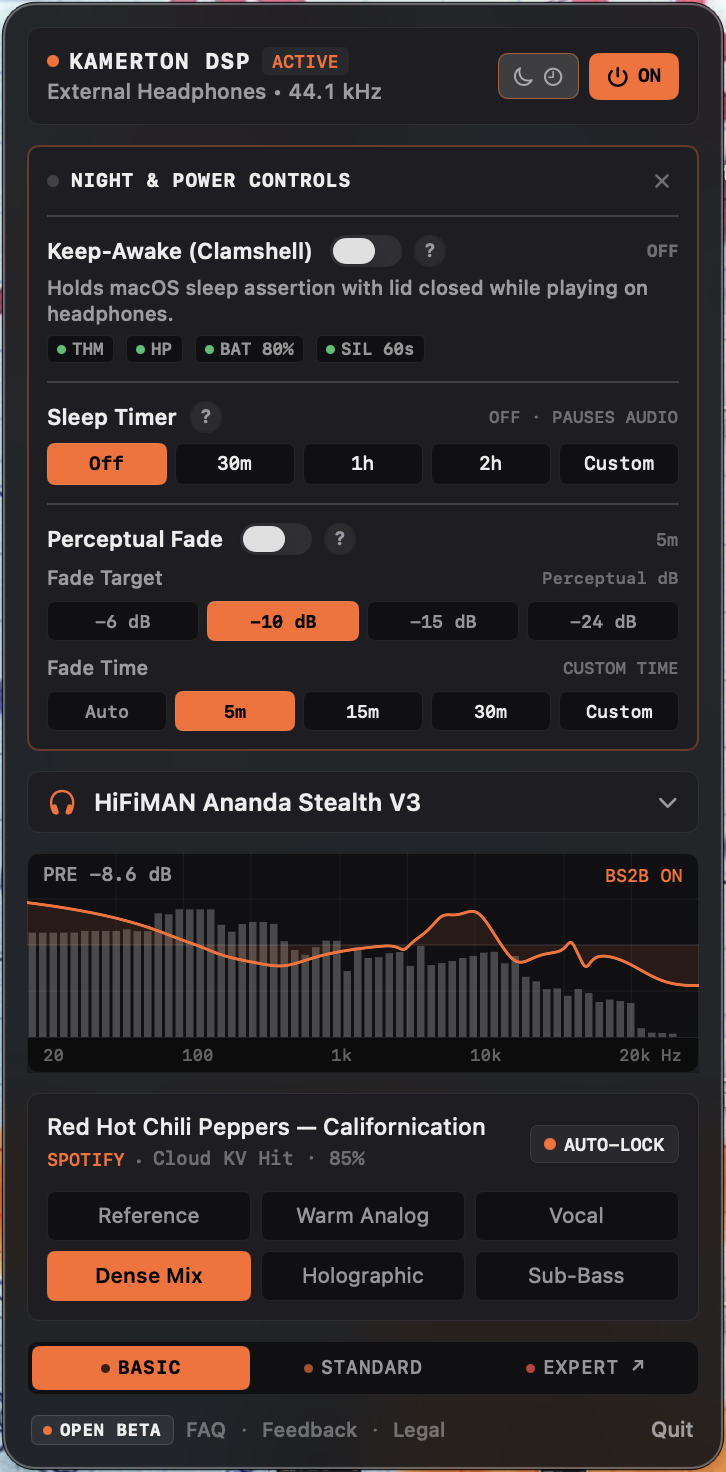 KAMERTON DSP ACTIVE
External Headphones • 44.1 kHz
ON
NIGHT & POWER CONTROLS
Keep-Awake (Clamshell) ? OFF
Holds macOS sleep assertion with lid closed while playing on
headphones.
THM HP BAT 80% SIL 60s
Sleep Timer ? OFF · PAUSES AUDIO
Off 30m 1h 2h Custom
Perceptual Fade ? 5m
Fade Target Perceptual dB
−6 dB −10 dB −15 dB −24 dB
Fade Time CUSTOM TIME
Auto 5m 15m 30m Custom
HiFiMAN Ananda Stealth V3
PRE −8.6 dB BS2B ON
20 100 1k 10k 20k Hz
Red Hot Chili Peppers — Californication
SPOTIFY · Cloud KV Hit · 85%
AUTO-LOCK
Reference Warm Analog Vocal
Dense Mix Holographic Sub-Bass
BASIC STANDARD EXPERT ↗
OPEN BETA FAQ · Feedback · Legal Quit